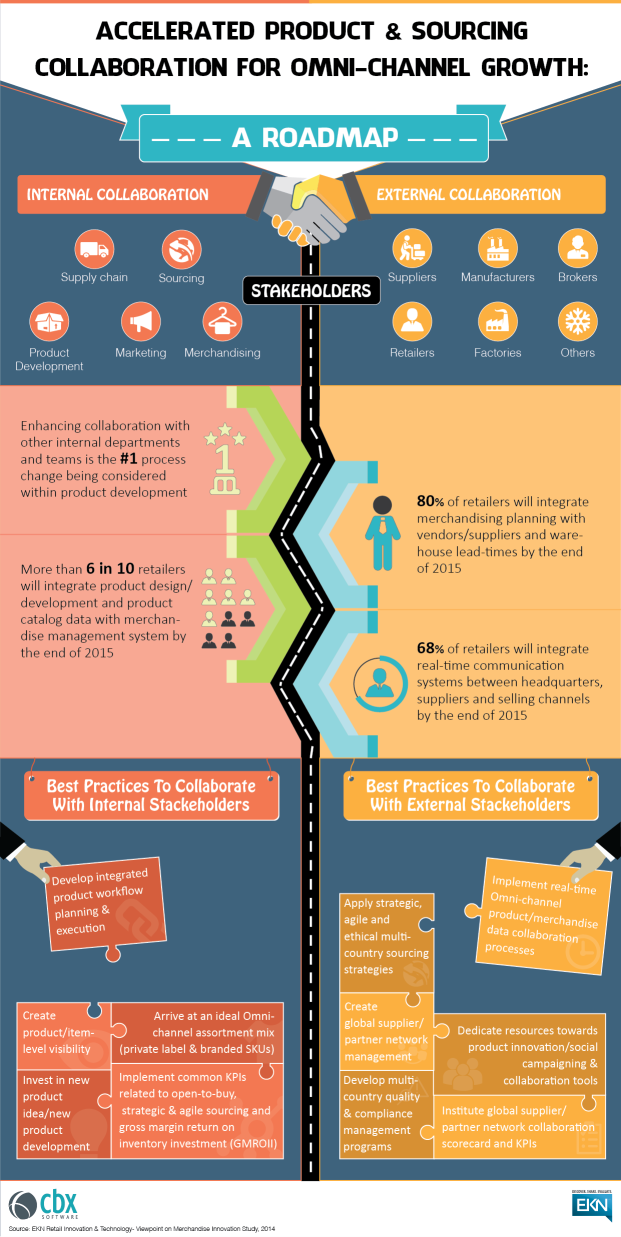 ACCELERATED PRODUCT & SOURCING
COLLABORATION FOR OMNI-CHANNEL GROWTH:
A ROADMAP
INTERNAL COLLABORATION
EXTERNAL COLLABORATION
Supply chain
Sourcing
Product
Development
Marketing
Merchandising
STAKEHOLDERS
Suppliers
Manufacturers
Brokers
Retailers
Factories
Others
Enhancing collaboration with
other internal departments
and teams is the #1 process
change being considered
within product development
1
80% of retailers will integrate
merchandising planning with
vendors/suppliers and ware-
house lead-times by the end
of 2015
More than 6 in 10 retailers
will integrate product design/
development and product
catalog data with merchan-
dise management system by
the end of 2015
68% of retailers will integrate
real-time communication
systems between headquarters,
suppliers and selling channels
by the end of 2015
Best Practices To Collaborate
With Internal Stackeholders
Develop integrated
product workflow
planning &
execution
Create
product/item-
level visibility
Arrive at an ideal Omni-
channel assortment mix
(private label & branded SKUs)
Invest in new
product
idea/new
product
development
Implement common KPIs
related to open-to-buy,
strategic & agile sourcing and
gross margin return on
inventory investment (GMROII)
Best Practices To Collaborate
With External Stackeholders
Implement real-time
Omni-channel
product/merchandise
data collaboration
processes
Apply strategic,
agile and
ethical multi-
country sourcing
strategies
Create
global supplier/
partner network
management
Dedicate resources towards
product innovation/social
campaigning &
collaboration tools
Develop multi-
country quality
& compliance
management
programs
Institute global supplier/
partner network collaboration
scorecard and KPIs
cbx
SOFTWARE
Source: EKN Retail Innovation & Technology- Viewpoint on Merchandise Innovation Study, 2014
EKN